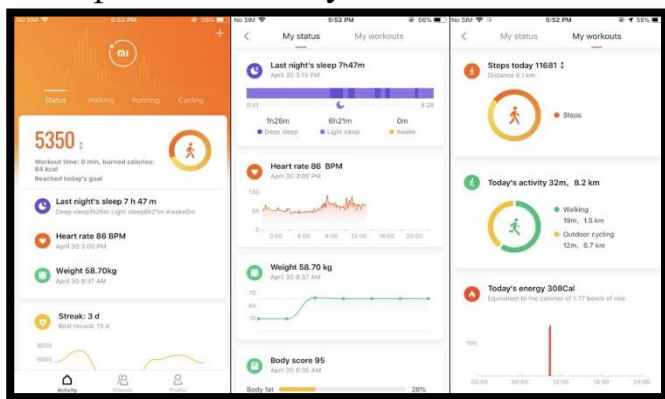 No SIM 5:52 PM 56%
mi
Status Walking Running Cycling
5350
Workout time: 0 min, burned calories:
84 kcal
Reached today's goal
Last night's sleep 7 h 47 m
Deep sleep1h26m Light sleep6h21m Awake0m
Heart rate 86 BPM
April 30 3:00 PM
Weight 58.70kg
April 30 8:37 AM
Streak: 3 d
Best record: 15 d
9000
6000
Activity Friends Profile
No SIM 5:52 PM 56%
My status My workouts
Last night's sleep 7h47m
April 30 3:15 PM
0:41 8:28
1h26m 6h21m 0m
Deep sleep Light sleep Awake
Heart rate 86 BPM
April 30 3:00 PM
130
65
0
0:00 4:00 8:00 12:00 16:00 20:00
Weight 58.70 kg
April 30 8:37 AM
70
40
10
Body score 95
April 30 8:35 AM
Body fat 28%
No SIM 5:52 PM 55%
My status My workouts
Steps today 11681
Distance 8.1 km
Steps
Today's activity 32m, 8.2 km
Walking
19m, 1.5 km
Outdoor cycling
12m, 6.7 km
Today's energy 308Cal
Equivalent to the calories of 1.77 bowls of rice.
100
00:00 06:00 12:00 18:00 24:00